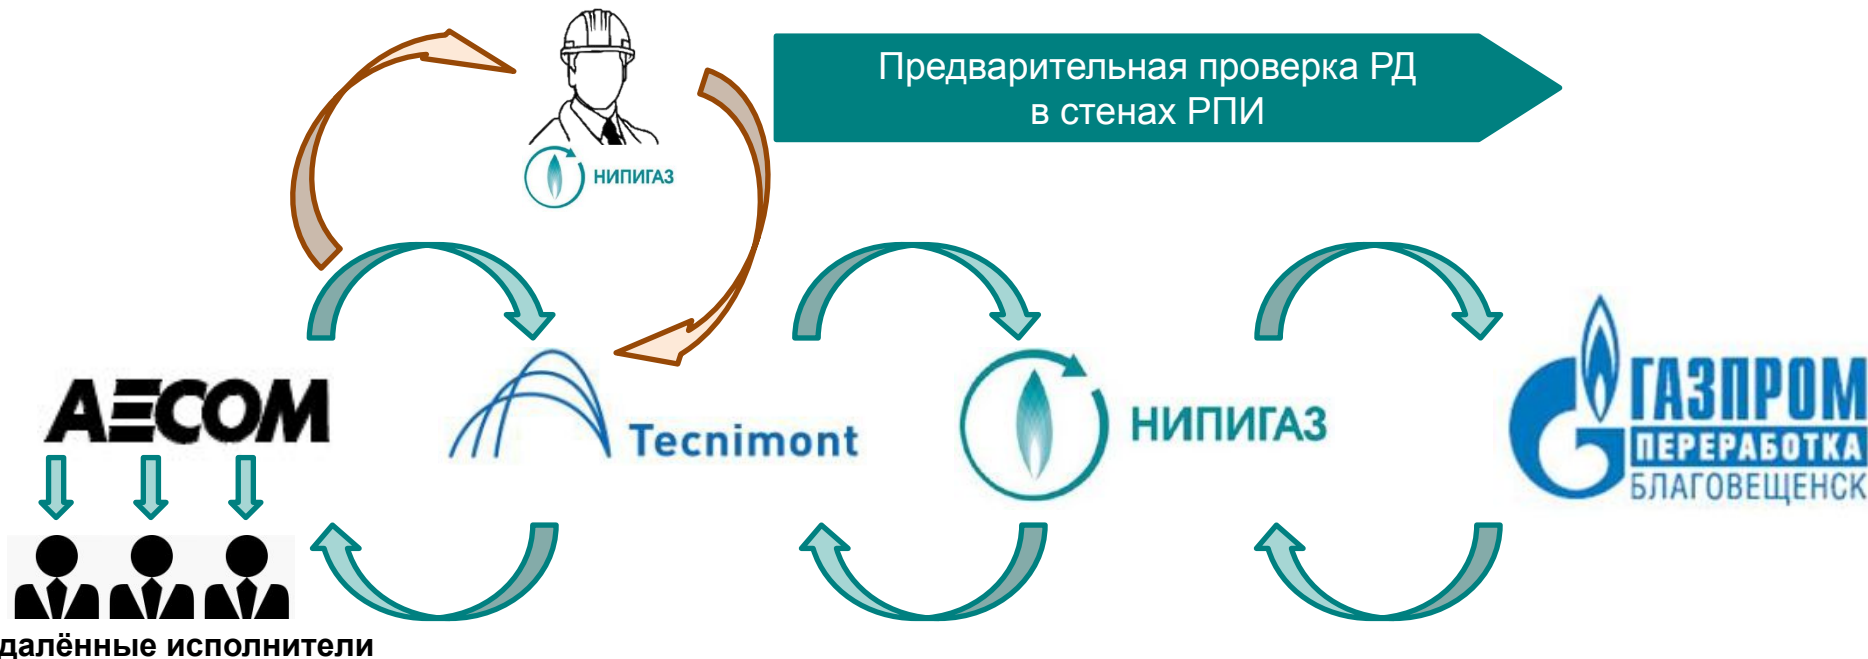 Предварительная проверка РД
в стенах РПИ
НИПИГАЗ
AECOM
Tecnimont
НИПИГАЗ
ГАЗПРОМ
ПЕРЕРАБОТКА
БЛАГОВЕЩЕНСК
далённые исполнители